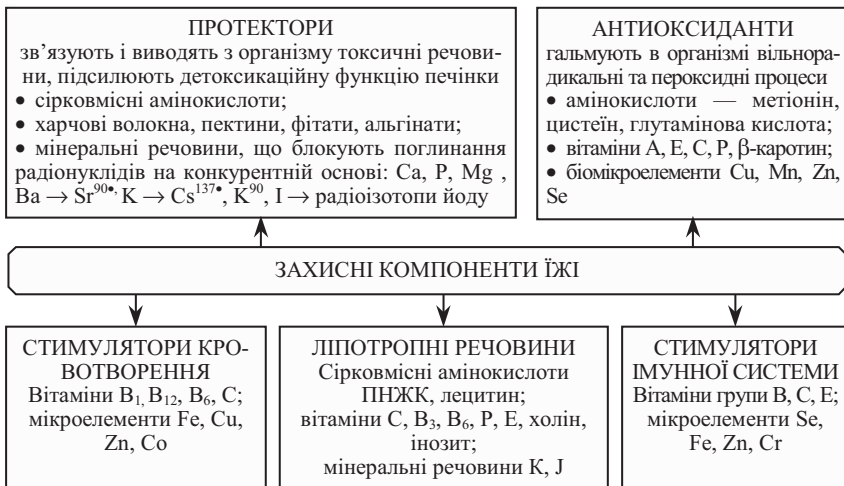 ПРОТЕКТОРИ
зв’язують і виводять з організму токсичні речови-
ни, підсилюють детоксикаційну функцію печінки
• сірковмісні амінокислоти;
• харчові волокна, пектини, фітати, альгінати;
• мінеральні речовини, що блокують поглинання
радіонуклідів на конкурентній основі: Ca, P, Mg ,
Ba → Sr⁹⁰•, K → Cs¹³⁷•, K⁹⁰, I → радіоізотопи йоду
АНТИОКСИДАНТИ
гальмують в організмі вільнора-
дикальні та пероксидні процеси
• амінокислоти — метіонін,
цистеїн, глутамінова кислота;
• вітаміни A, E, C, P, β-каротин;
• біомікроелементи Cu, Mn, Zn,
Se
ЗАХИСНІ КОМПОНЕНТИ ЇЖІ
СТИМУЛЯТОРИ КРО-
ВОТВОРЕННЯ
Вітаміни B₁, B₁₂, B₆, C;
мікроелементи Fe, Cu,
Zn, Co
ЛІПОТРОПНІ РЕЧОВИНИ
Сірковмісні амінокислоти
ПНЖК, лецитин;
вітаміни C, B₃, B₆, P, E, холін,
інозит;
мінеральні речовини К, J
СТИМУЛЯТОРИ
ІМУННОЇ СИСТЕМИ
Вітаміни групи B, C, E;
мікроелементи Se,
Fe, Zn, Cr